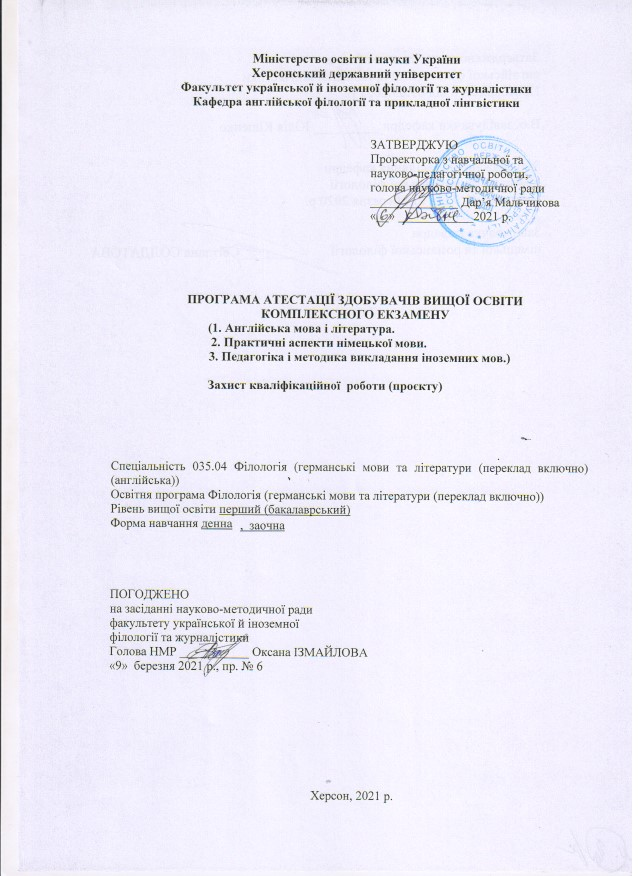 Міністерство освіти і науки України
Херсонський державний університет
Факультет української й іноземної філології та журналістики
Кафедра англійської філології та прикладної лінгвістики
ЗАТВЕРДЖУЮ
Проректорка з навчальної та
науково-педагогічної роботи,
голова науково-методичної ради
______________ Дар’я Мальчикова
«6» ____________ 2021 р.
ПРОГРАМА АТЕСТАЦІЇ ЗДОБУВАЧІВ ВИЩОЇ ОСВІТИ
КОМПЛЕКСНОГО ЕКЗАМЕНУ
(1. Англійська мова і література.
2. Практичні аспекти німецької мови.
3. Педагогіка і методика викладання іноземних мов.)
Захист кваліфікаційної роботи (проєкту)
Спеціальність 035.04 Філологія (германські мови та літератури (переклад включно)
(англійська))
Освітня програма Філологія (германські мови та літератури (переклад включно))
Рівень вищої освіти перший (бакалаврський)
Форма навчання денна , заочна
ПОГОДЖЕНО
на засіданні науково-методичної ради
факультету української й іноземної
філології та журналістики
Голова НМР ____________ Оксана ІЗМАЙЛОВА
«9» березня 2021 р., пр. № 6
Херсон, 2021 р.